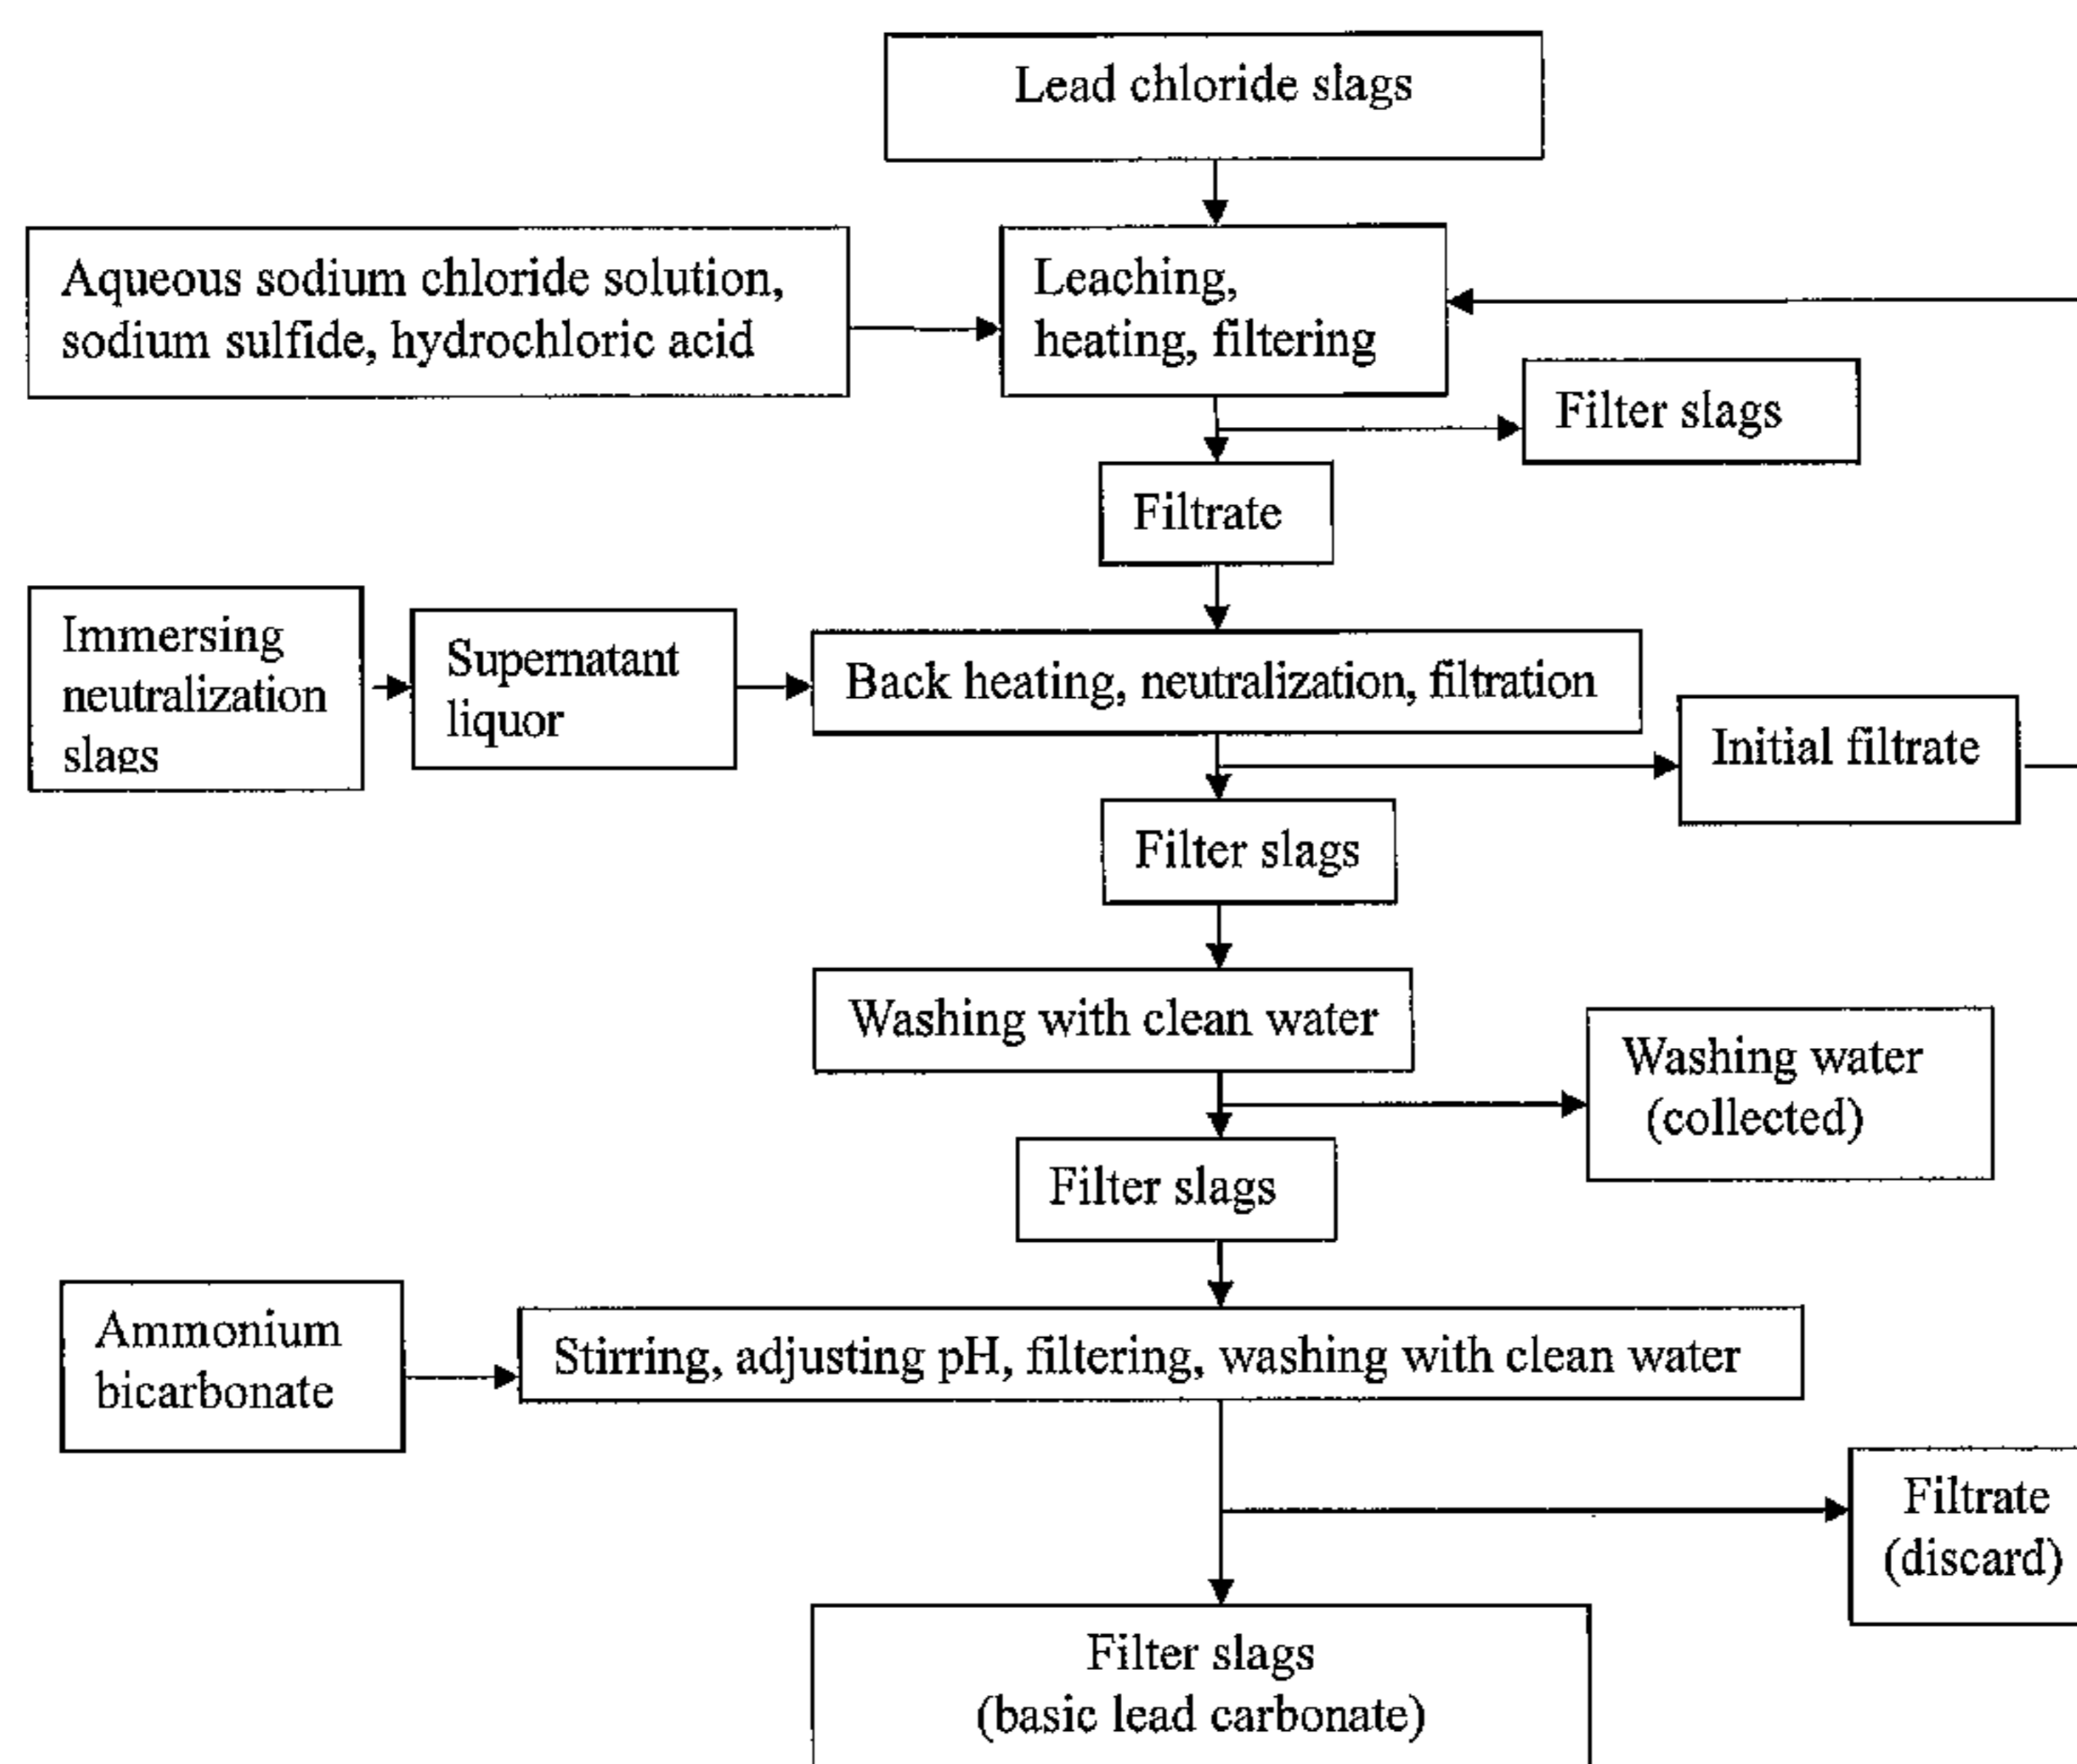 Lead chloride slags
Aqueous sodium chloride solution,
sodium sulfide, hydrochloric acid
Leaching,
heating, filtering
Filter slags
Filtrate
Immersing
neutralization
slags
Supernatant
liquor
Back heating, neutralization, filtration
Initial filtrate
Filter slags
Washing with clean water
Washing water
(collected)
Filter slags
Ammonium
bicarbonate
Stirring, adjusting pH, filtering, washing with clean water
Filtrate
(discard)
Filter slags
(basic lead carbonate)